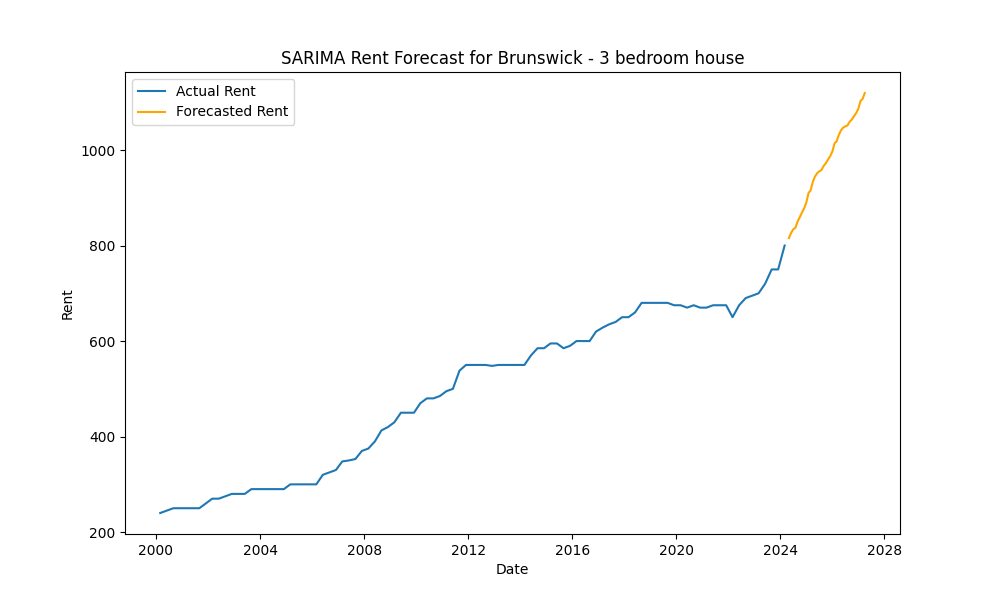 SARIMA Rent Forecast for Brunswick - 3 bedroom house
Actual Rent
Forecasted Rent
1000
800
600
400
200
Rent
2000 2004 2008 2012 2016 2020 2024 2028
Date